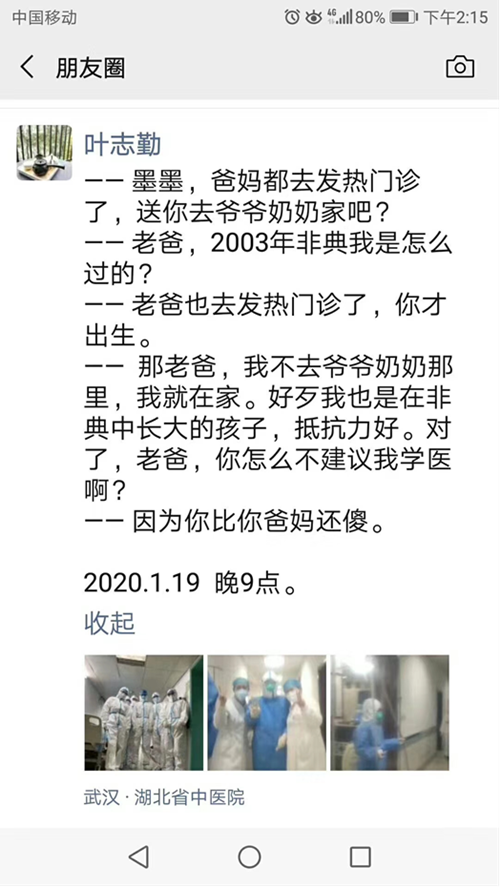 中国移动 4G 80% 下午2:15
朋友圈
叶志勤
—— 墨墨，爸妈都去发热门诊
了，送你去爷爷奶奶家吧？
—— 老爸，2003年非典我是怎么
过的？
—— 老爸也去发热门诊了，你才
出生。
—— 那老爸，我不去爷爷奶奶那
里，我就在家。好歹我也是在非
典中长大的孩子，抵抗力好。对
了，老爸，你怎么不建议我学医
啊？
—— 因为你比你爸妈还傻。
2020.1.19 晚9点。
收起
武汉 · 湖北省中医院